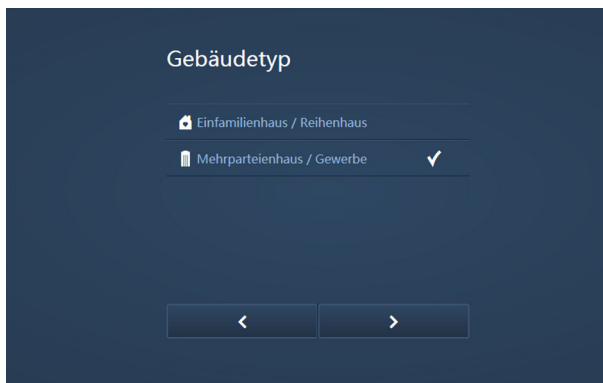 Gebäudetyp
Einfamilienhaus / Reihenhaus
Mehrparteienhaus / Gewerbe